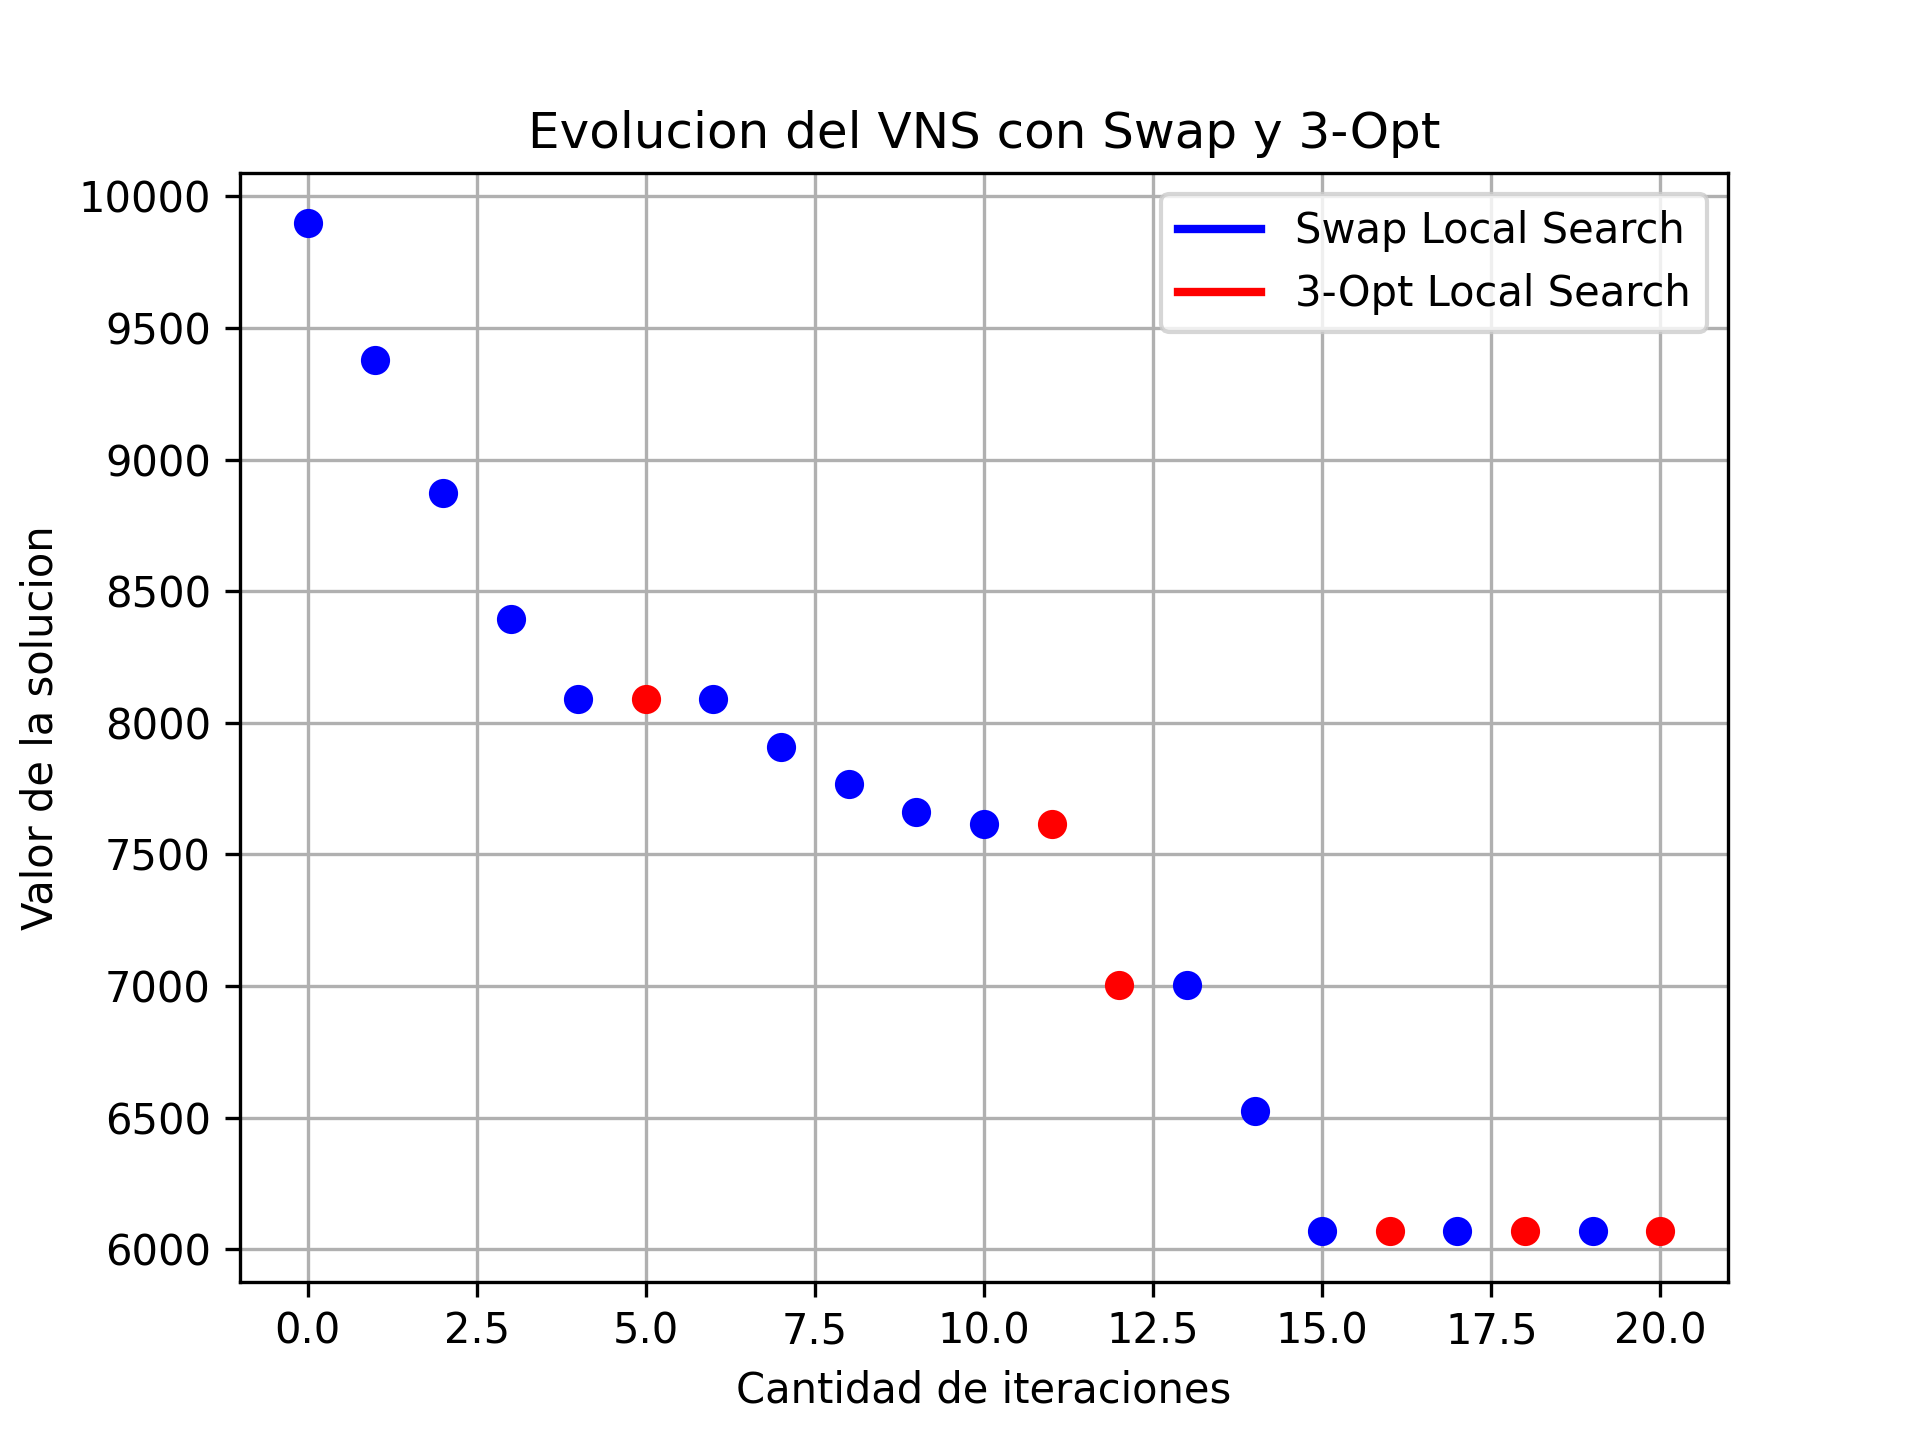 Evolucion del VNS con Swap y 3-Opt
Swap Local Search
3-Opt Local Search
10000
9500
9000
8500
8000
7500
7000
6500
6000
Valor de la solucion
0.0 2.5 5.0 7.5 10.0 12.5 15.0 17.5 20.0
Cantidad de iteraciones